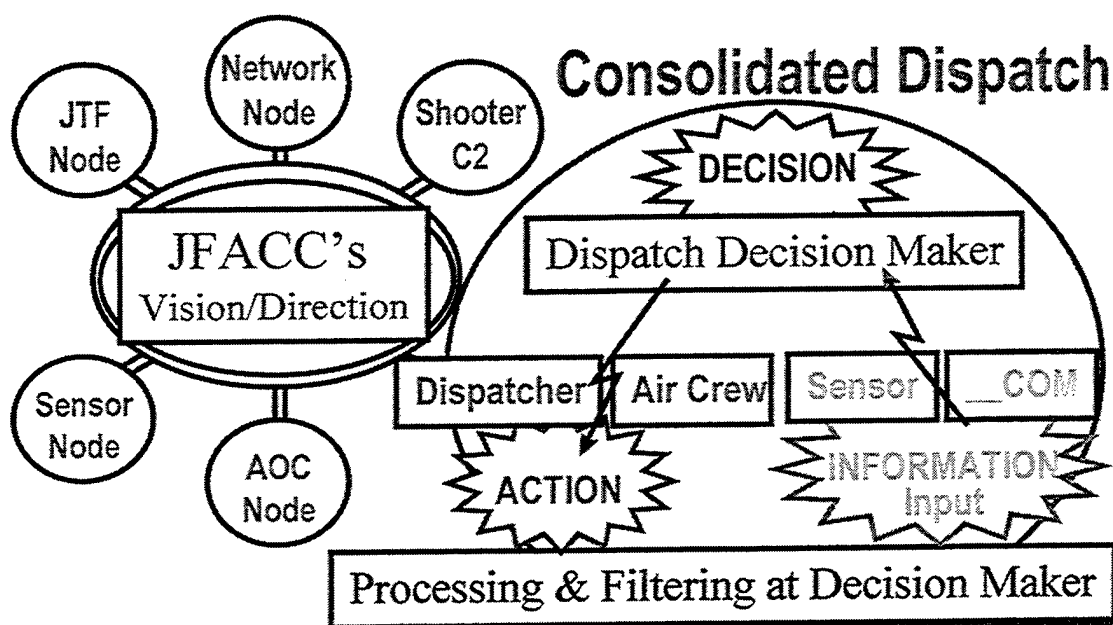 Consolidated Dispatch
Network
Node
JTF
Node
Shooter
C2
JFACC's
Vision/Direction
Sensor
Node
AOC
Node
DECISION
Dispatch Decision Maker
Dispatcher
Air Crew
Sensor
__COM
ACTION
INFORMATION
Input
Processing & Filtering at Decision Maker